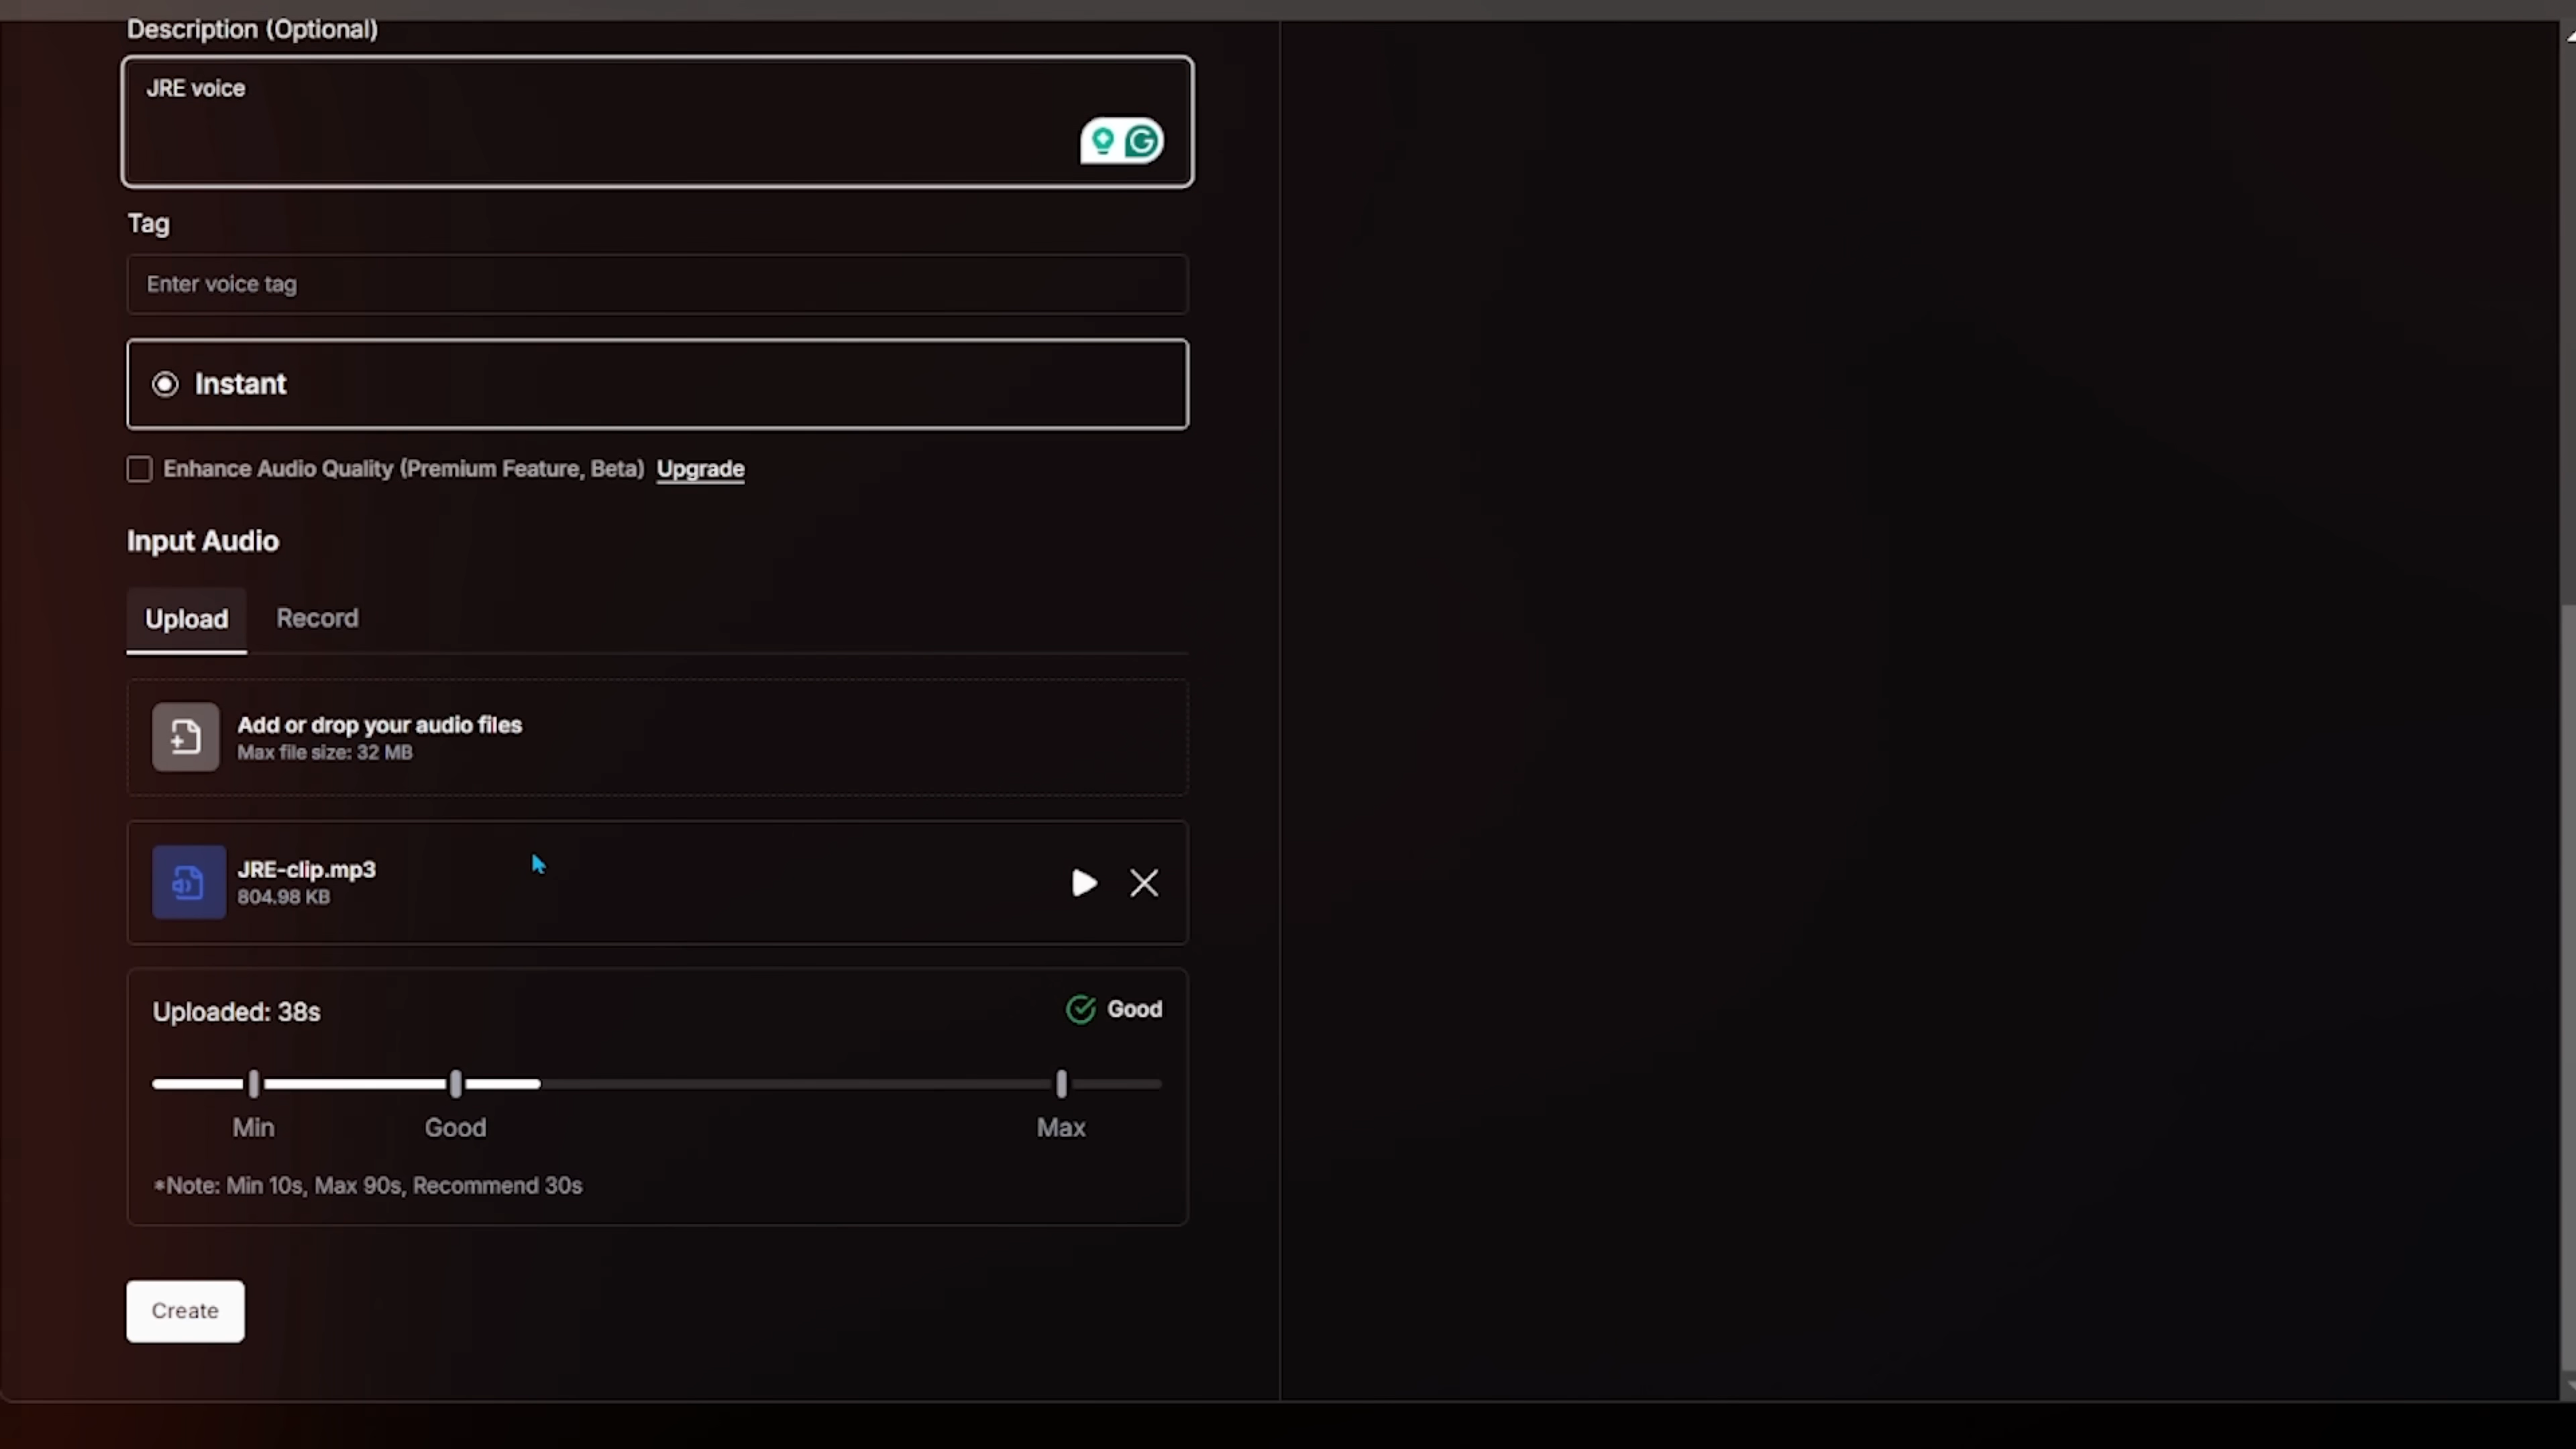 Description (Optional)
JRE voice
Tag
Enter voice tag
Instant
Enhance Audio Quality (Premium Feature, Beta) Upgrade
Input Audio
Upload Record
Add or drop your audio files
Max file size: 32 MB
JRE-clip.mp3
804.98 KB
Uploaded: 38s Good
Min Good Max
*Note: Min 10s, Max 90s, Recommend 30s
Create